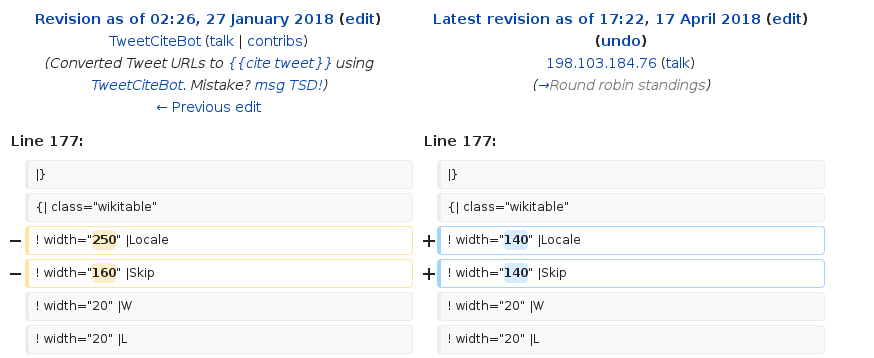 Revision as of 02:26, 27 January 2018 (edit)
TweetCiteBot (talk | contribs)
(Converted Tweet URLs to {{cite tweet}} using
TweetCiteBot. Mistake? msg TSD!)
← Previous edit
Latest revision as of 17:22, 17 April 2018 (edit)
(undo)
198.103.184.76 (talk)
(→Round robin standings)
Line 177:
Line 177:
|}
|}
{| class="wikitable"
{| class="wikitable"
− ! width="250" |Locale
+ ! width="140" |Locale
− ! width="160" |Skip
+ ! width="140" |Skip
! width="20" |W
! width="20" |W
! width="20" |L
! width="20" |L